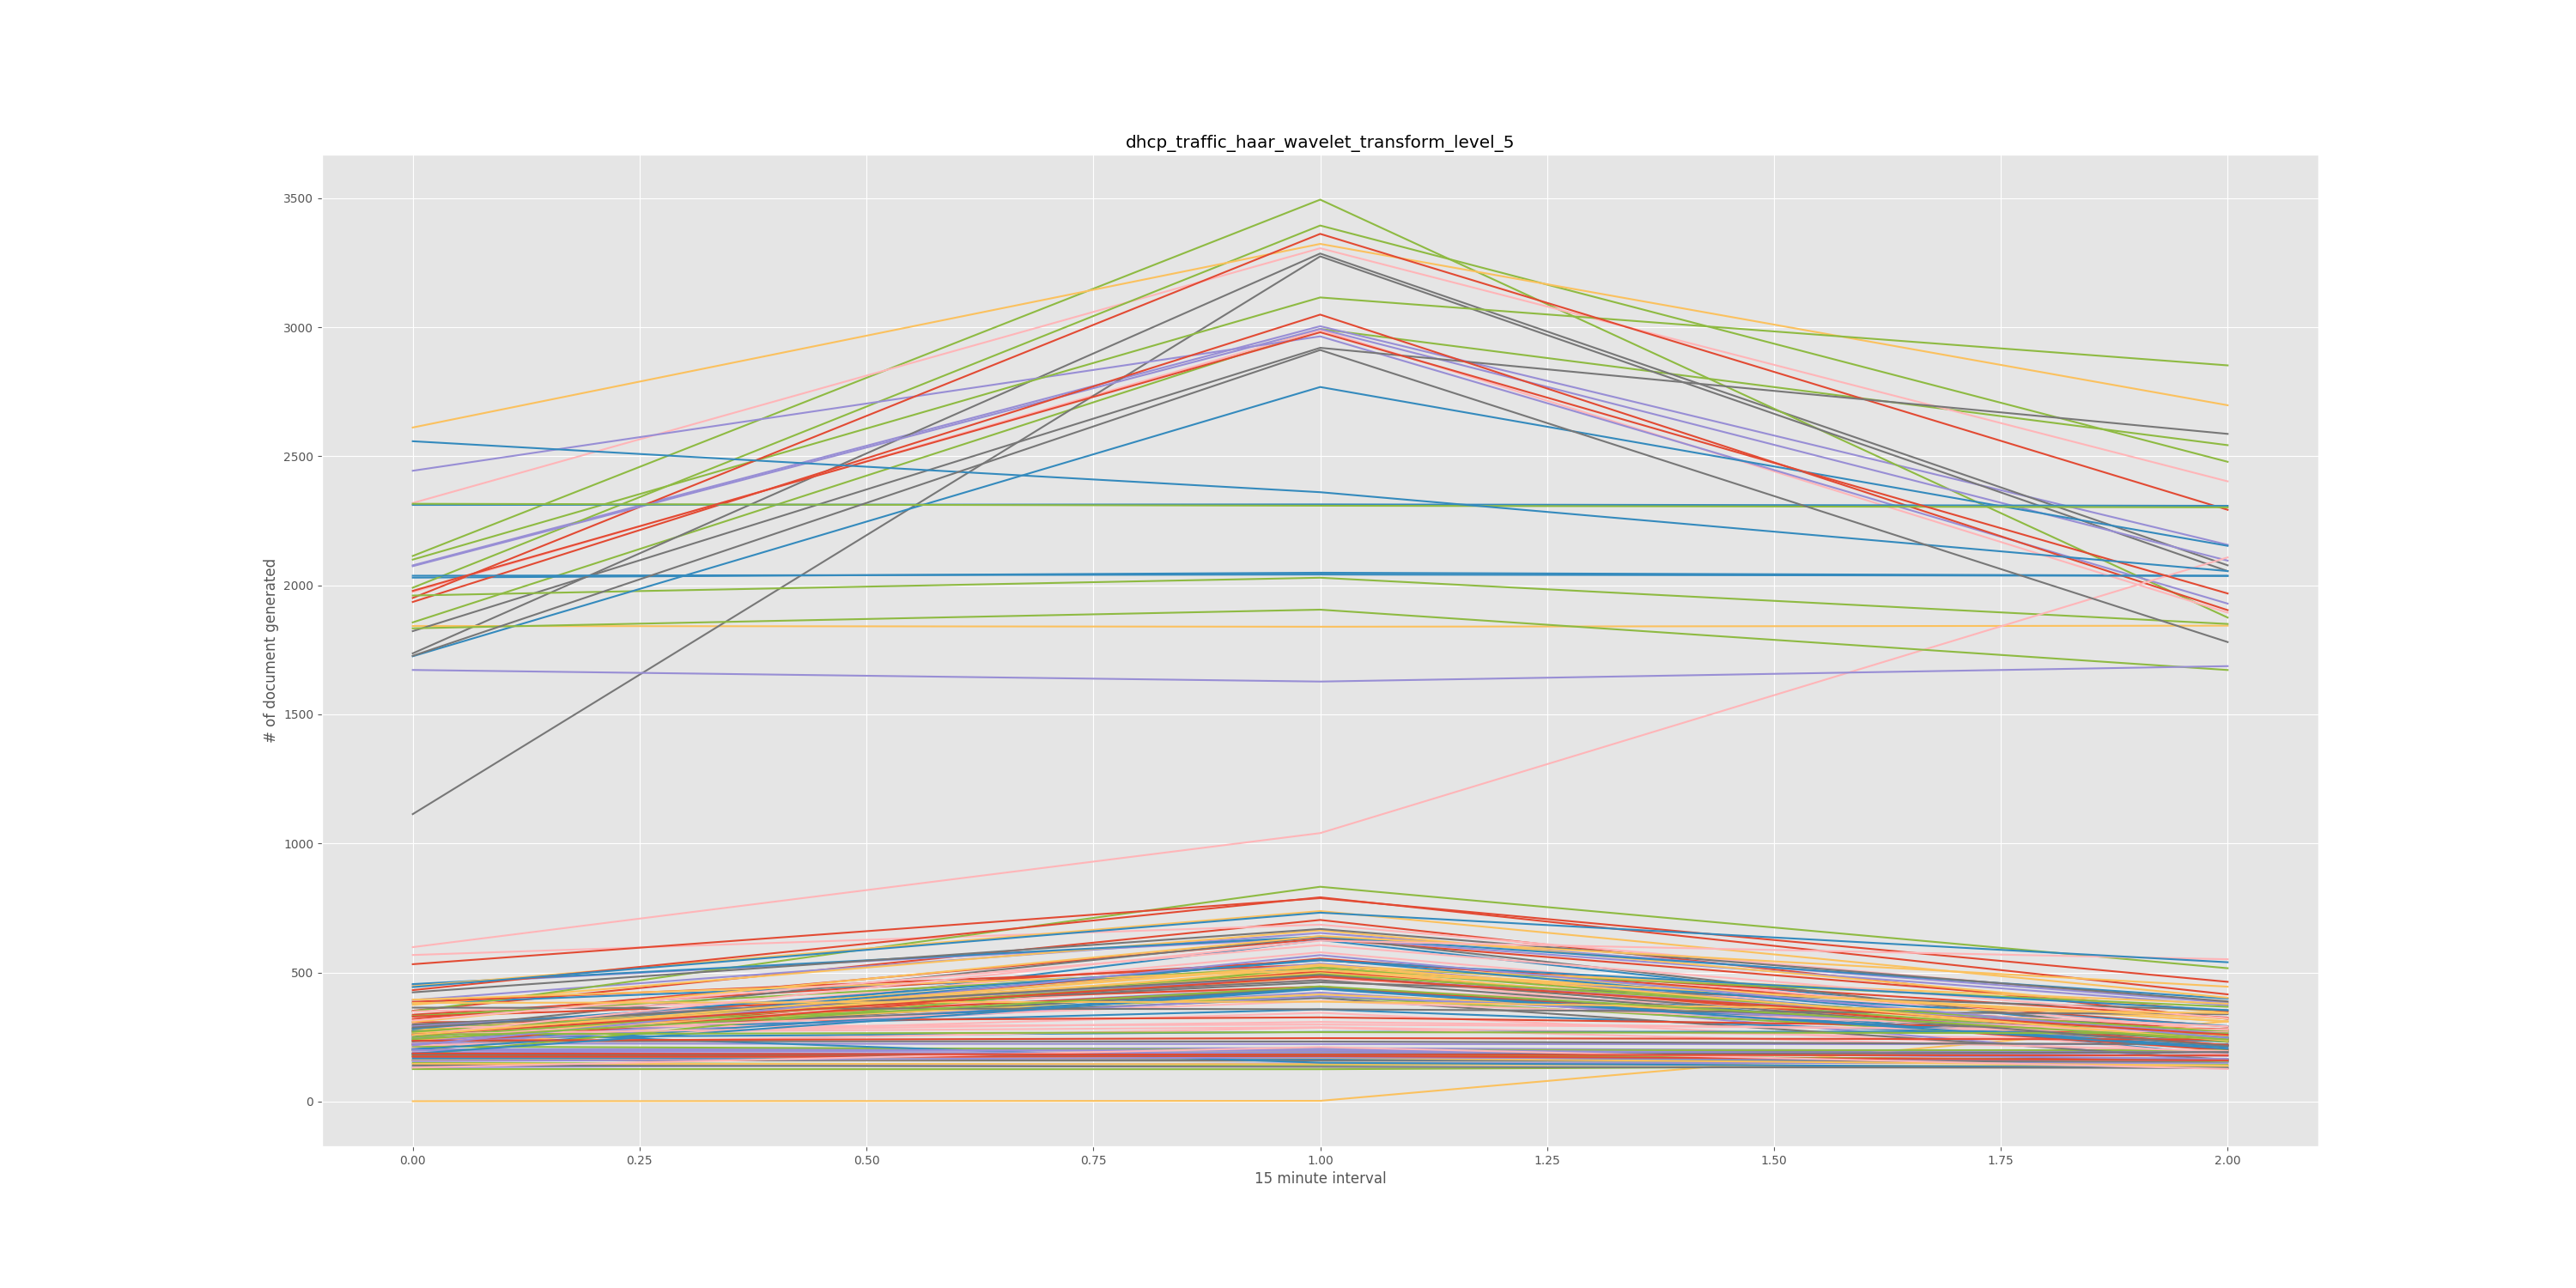 dhcp_traffic_haar_wavelet_transform_level_5
3500
3000
2500
2000
1500
1000
500
0
# of document generated
0.00 0.25 0.50 0.75 1.00 1.25 1.50 1.75 2.00
15 minute interval